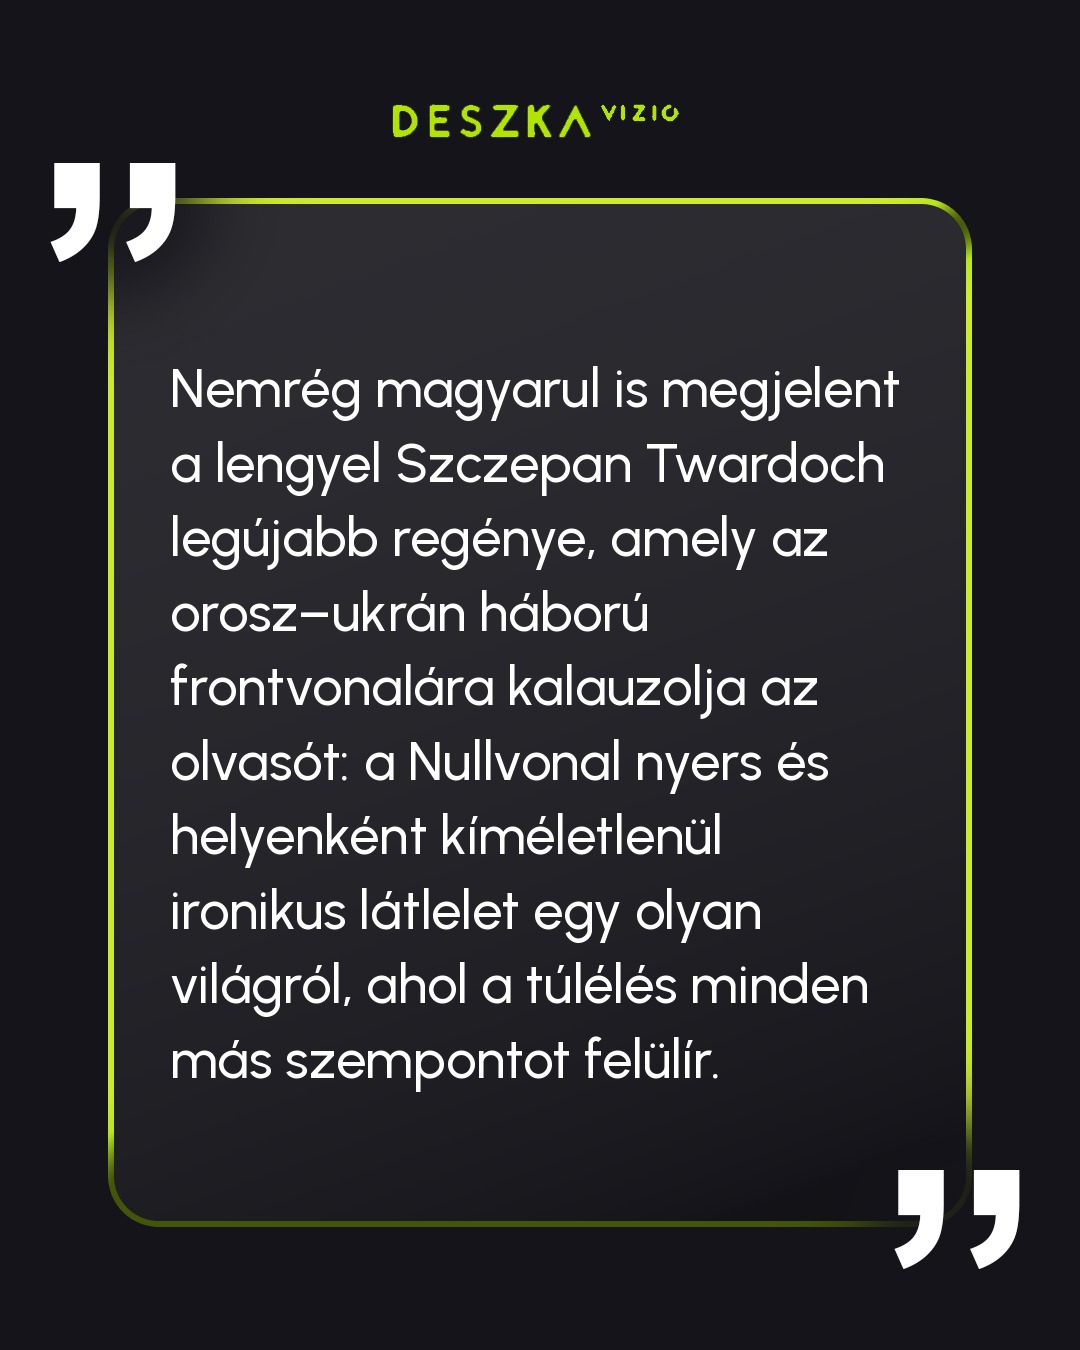 DESZKA VIZIO
”
Nemrég magyarul is megjelent
a lengyel Szczepan Twardoch
legújabb regénye, amely az
orosz–ukrán háború
frontvonalára kalauzolja az
olvasót: a Nullvonal nyers és
helyenként kíméletlenül
ironikus látlelet egy olyan
világról, ahol a túlélés minden
más szempontot felülír.
”